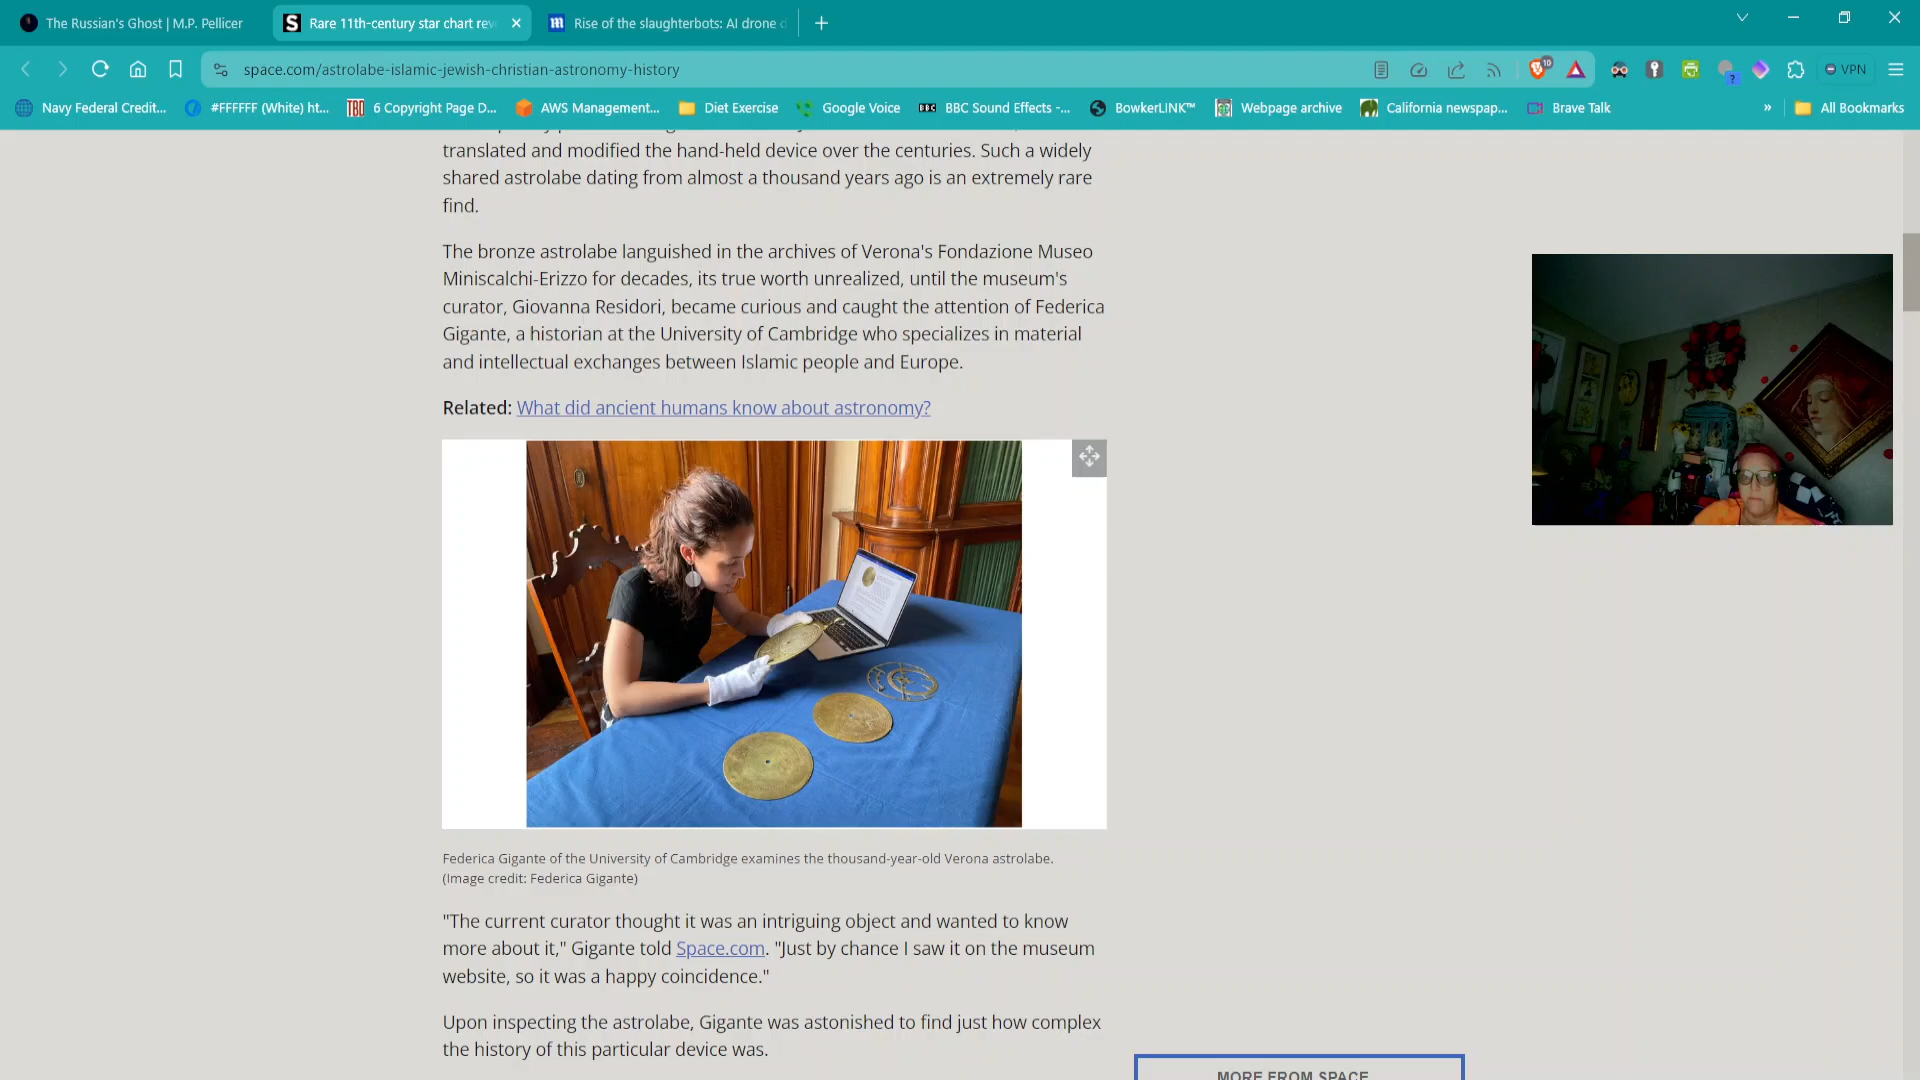 The Russian's Ghost | M.P. Pellicer
Rare 11th-century star chart rev
Rise of the slaughterbots: AI drone
space.com/astrolabe-islamic-jewish-christian-astronomy-history
10
?
VPN
Navy Federal Credit...
#FFFFFF (White) ht...
TBD
6 Copyright Page D...
AWS Management...
Diet Exercise
Google Voice
BBC
BBC Sound Effects -...
BowkerLINK™
Webpage archive
California newspap...
Brave Talk
»
All Bookmarks
translated and modified the hand-held device over the centuries. Such a widely
shared astrolabe dating from almost a thousand years ago is an extremely rare
find.
The bronze astrolabe languished in the archives of Verona's Fondazione Museo
Miniscalchi-Erizzo for decades, its true worth unrealized, until the museum's
curator, Giovanna Residori, became curious and caught the attention of Federica
Gigante, a historian at the University of Cambridge who specializes in material
and intellectual exchanges between Islamic people and Europe.
Related: What did ancient humans know about astronomy?
Federica Gigante of the University of Cambridge examines the thousand-year-old Verona astrolabe.
(Image credit: Federica Gigante)
"The current curator thought it was an intriguing object and wanted to know
more about it," Gigante told Space.com. "Just by chance I saw it on the museum
website, so it was a happy coincidence."
Upon inspecting the astrolabe, Gigante was astonished to find just how complex
the history of this particular device was.
MORE FROM SPACE